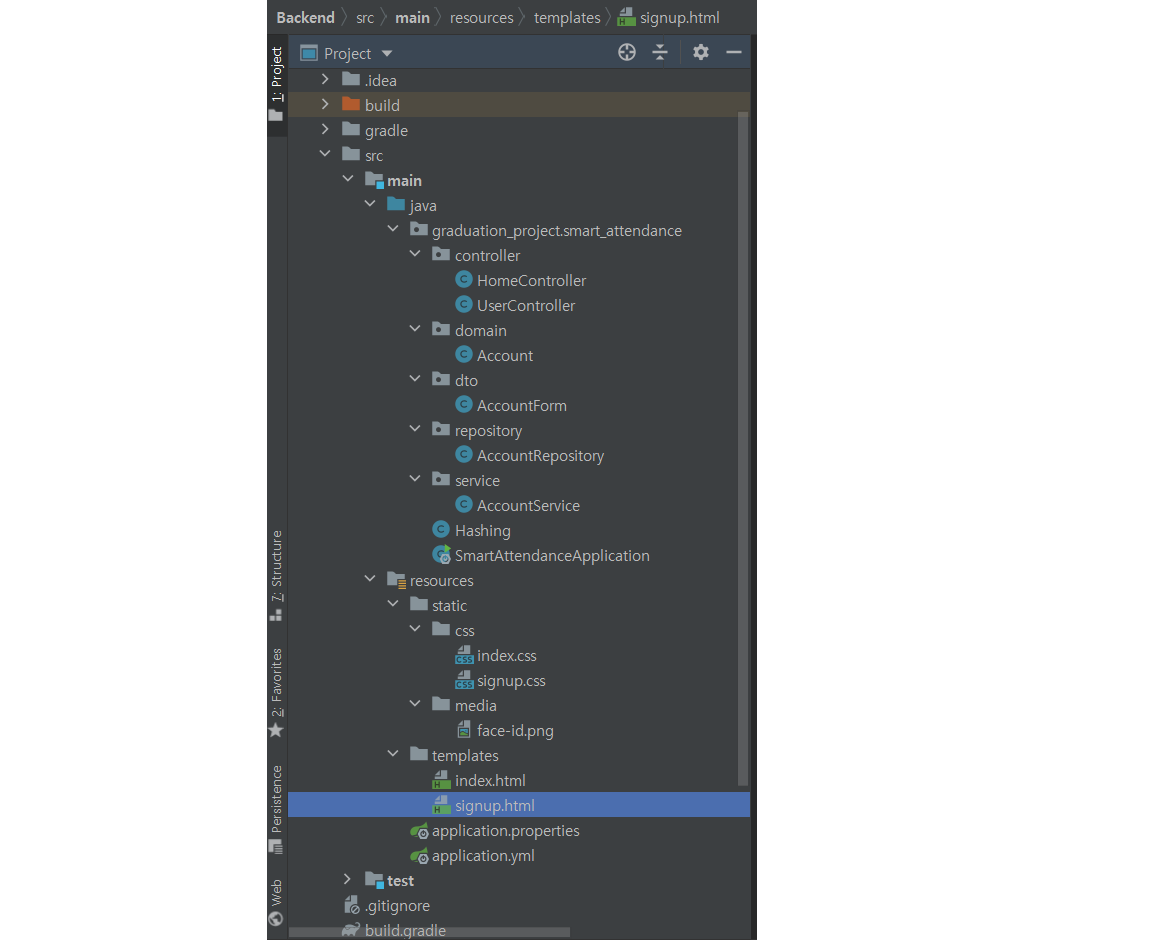 Backend src main resources templates signup.html
Project
1: Project
.idea
build
gradle
src
main
java
graduation_project.smart_attendance
controller
HomeController
UserController
domain
Account
dto
AccountForm
repository
AccountRepository
service
AccountService
Hashing
SmartAttendanceApplication
resources
static
css
index.css
signup.css
media
face-id.png
templates
index.html
signup.html
application.properties
application.yml
test
.gitignore
build.gradle
7: Structure
2: Favorites
Persistence
Web